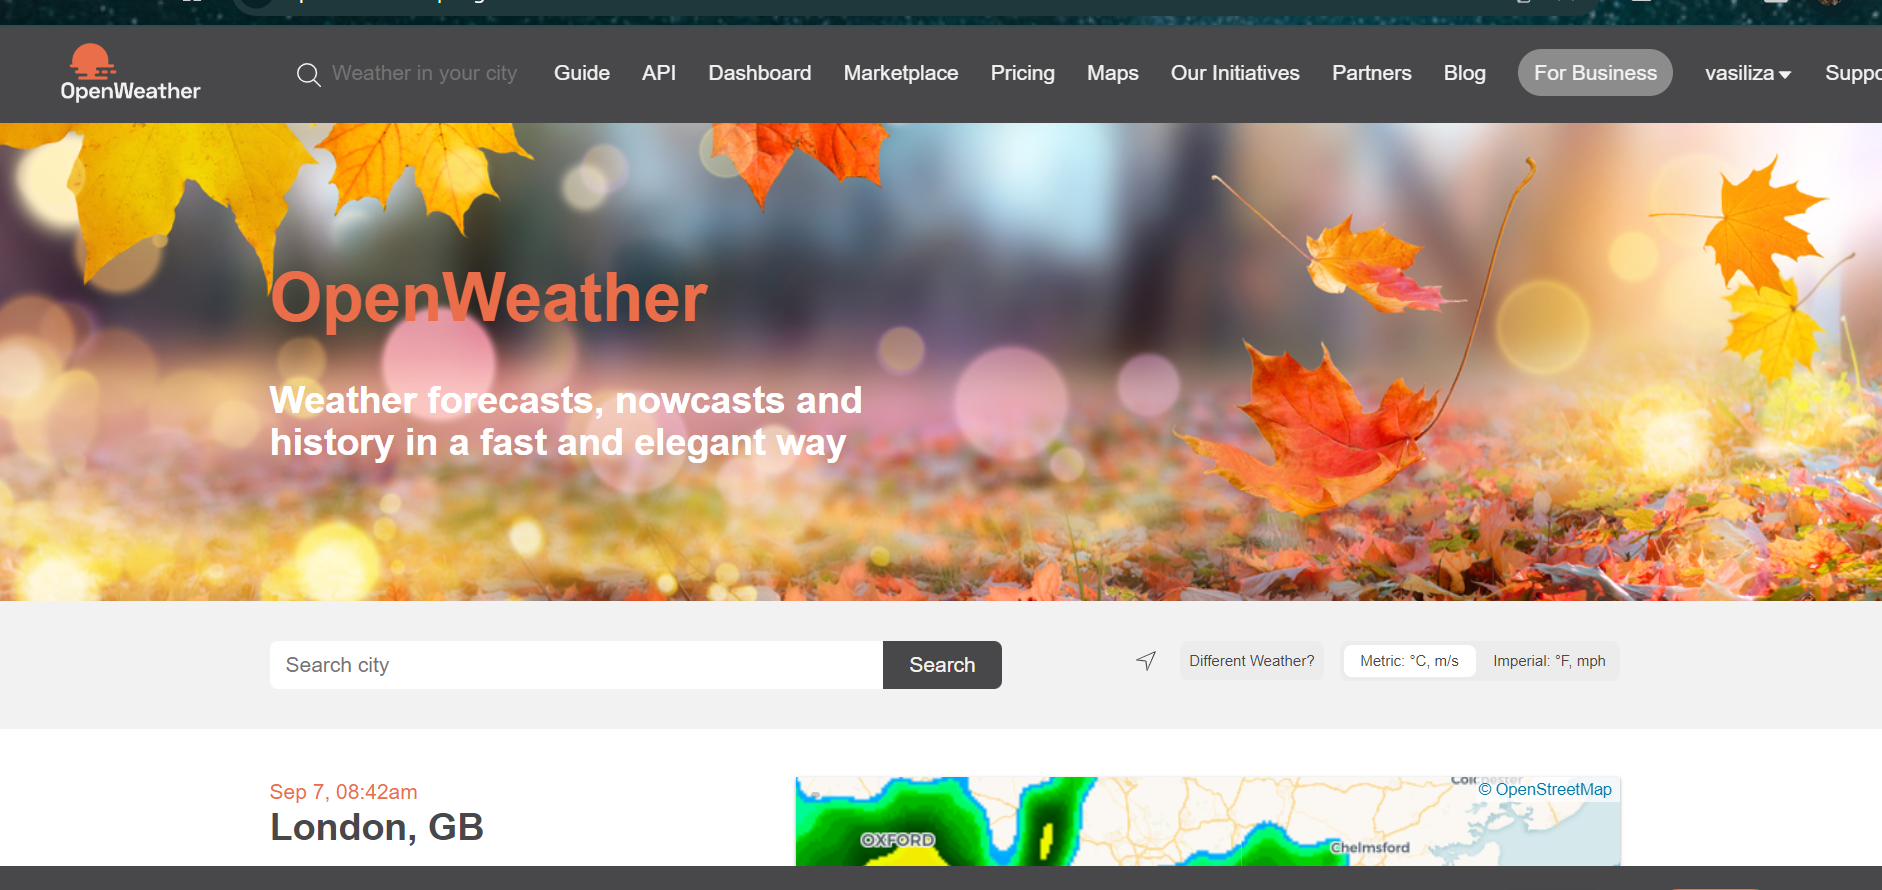 OpenWeather
Weather in your city
Guide
API
Dashboard
Marketplace
Pricing
Maps
Our Initiatives
Partners
Blog
For Business
vasiliza
OpenWeather
Weather forecasts, nowcasts and
history in a fast and elegant way
Search city
Search
Different Weather?
Metric: °C, m/s
Imperial: °F, mph
Sep 7, 08:42am
London, GB
© OpenStreetMap
OXFORD
Chelmsford